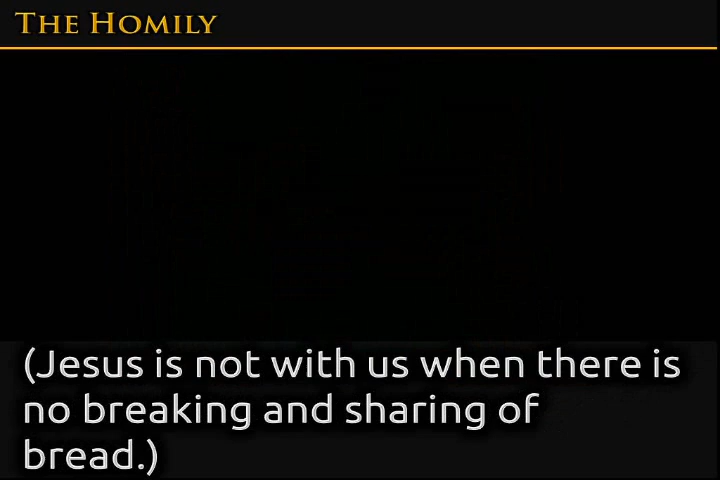 The Homily
(Jesus is not with us when there is
no breaking and sharing of
bread.)